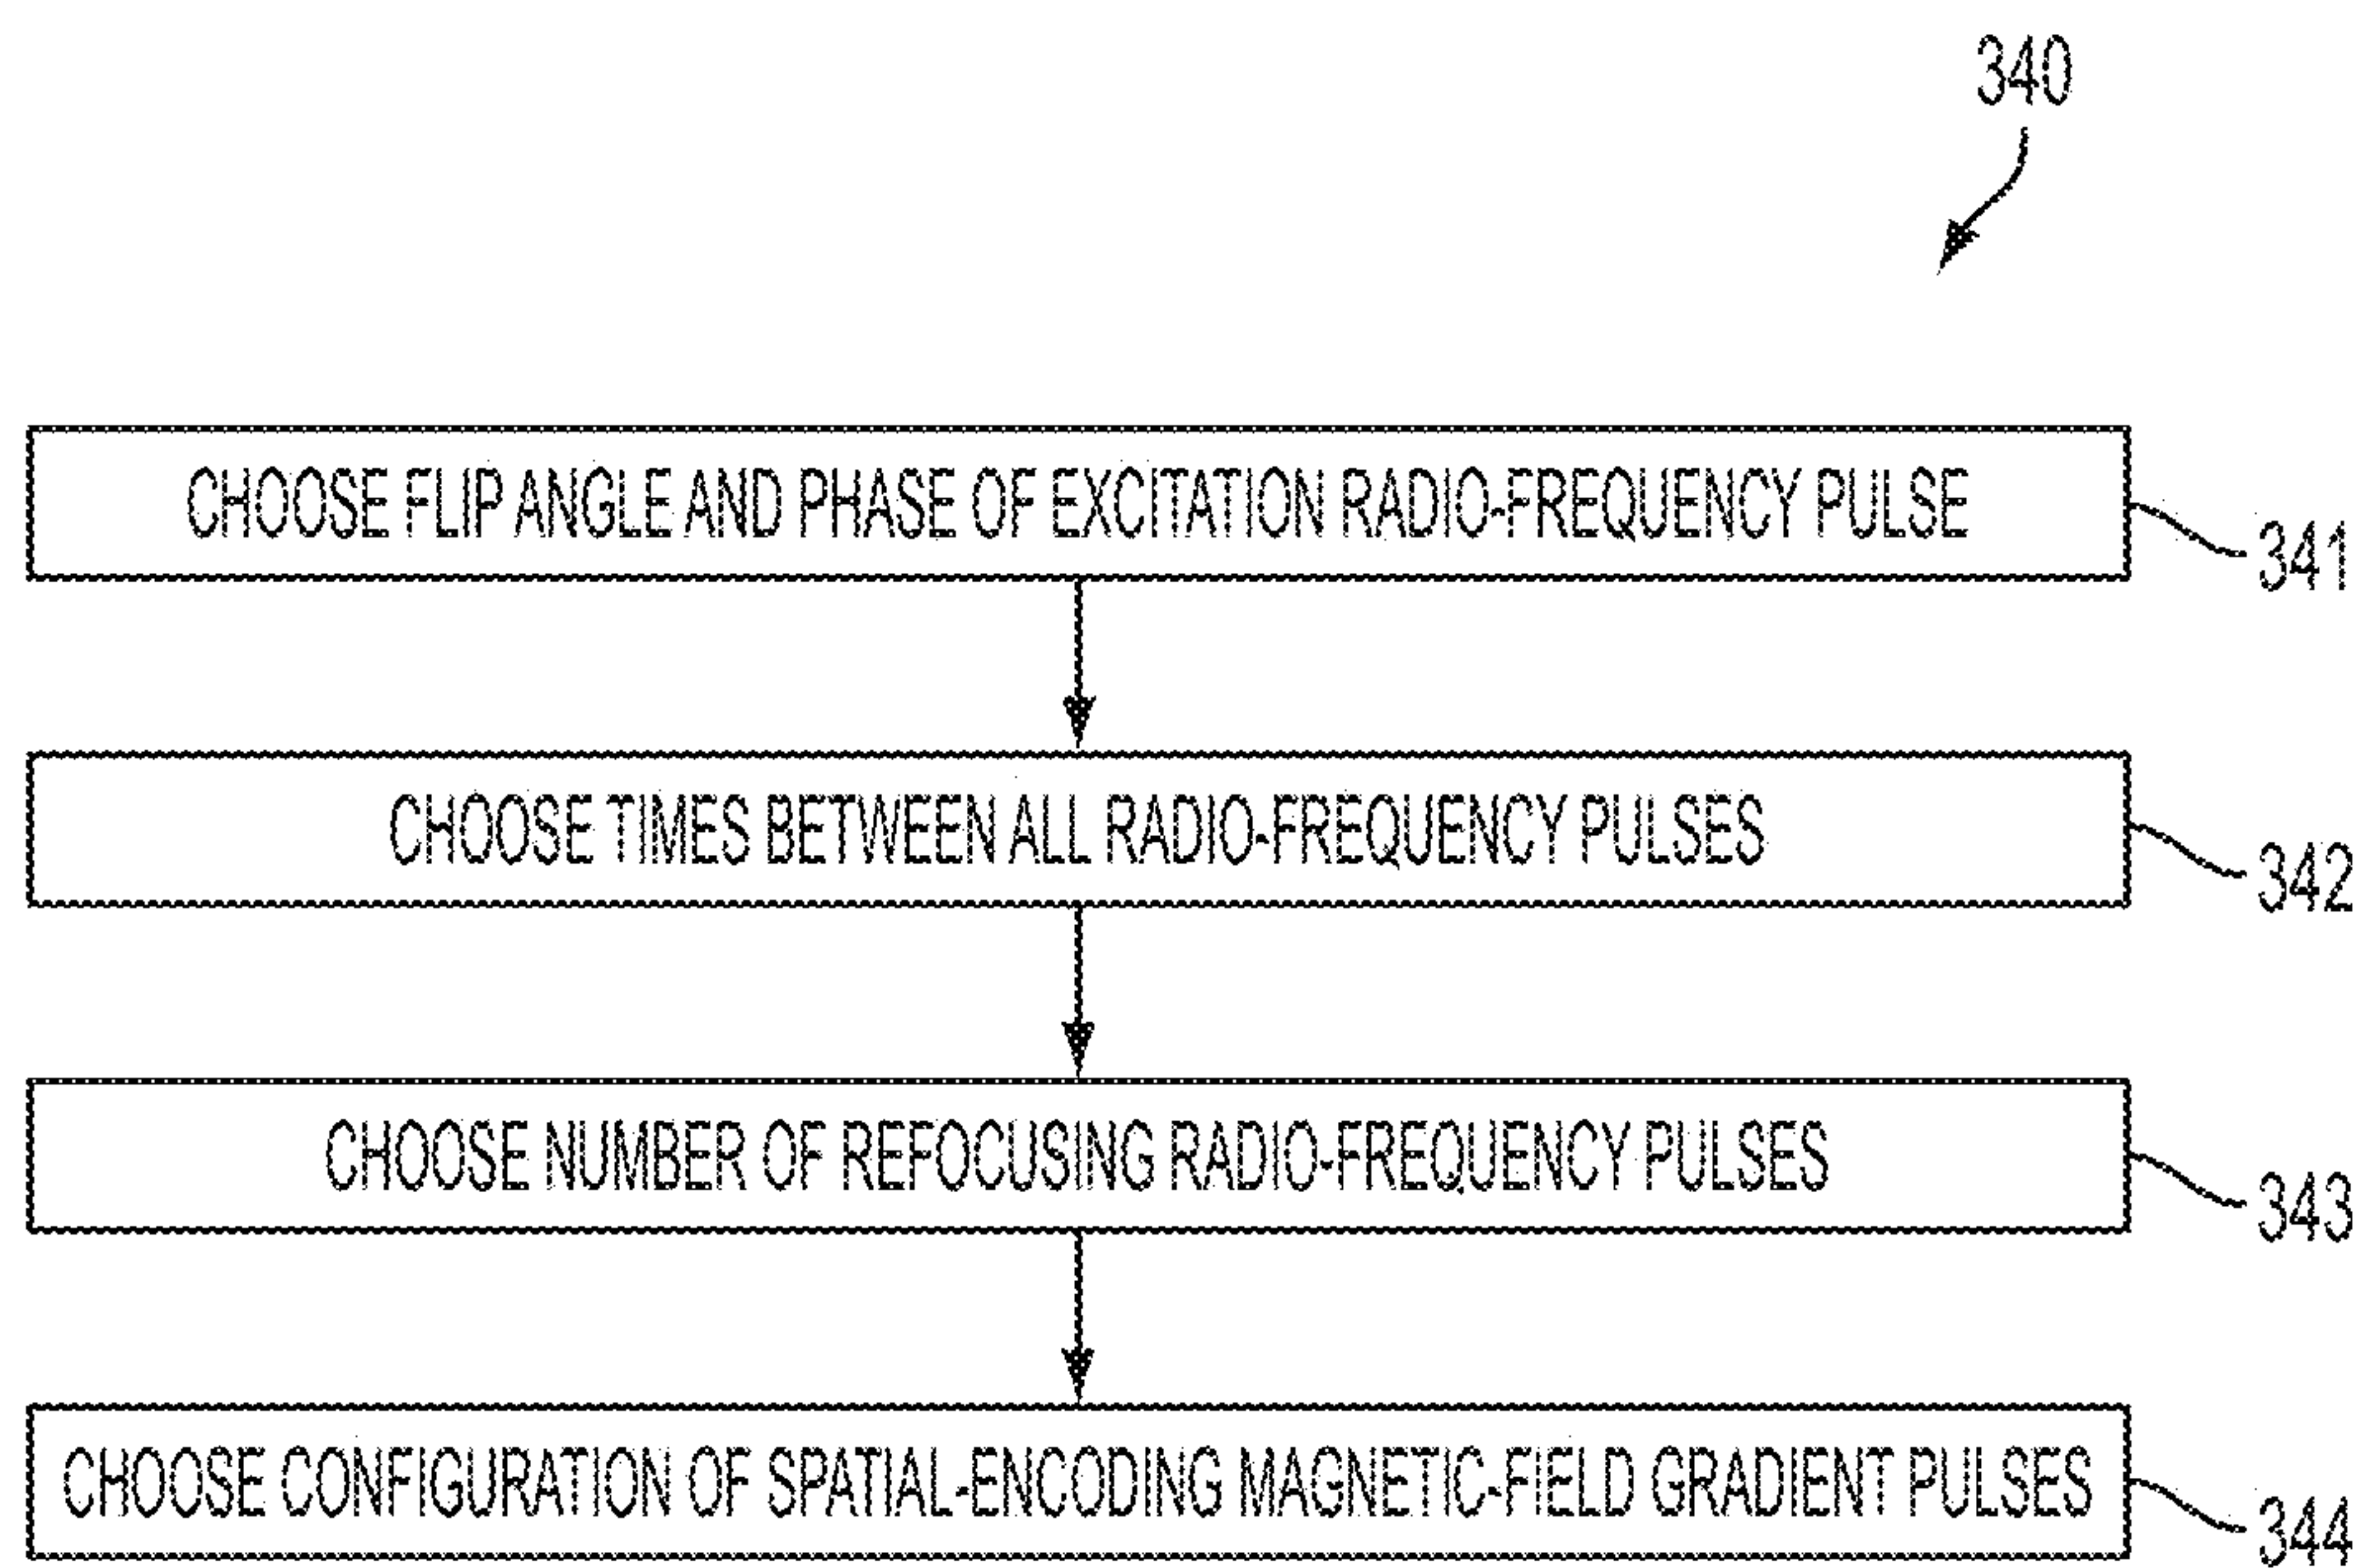 340
CHOOSE FLIP ANGLE AND PHASE OF EXCITATION RADIO-FREQUENCY PULSE
341
CHOOSE TIMES BETWEEN ALL RADIO-FREQUENCY PULSES
342
CHOOSE NUMBER OF REFOCUSING RADIO-FREQUENCY PULSES
343
CHOOSE CONFIGURATION OF SPATIAL-ENCODING MAGNETIC-FIELD GRADIENT PULSES
344